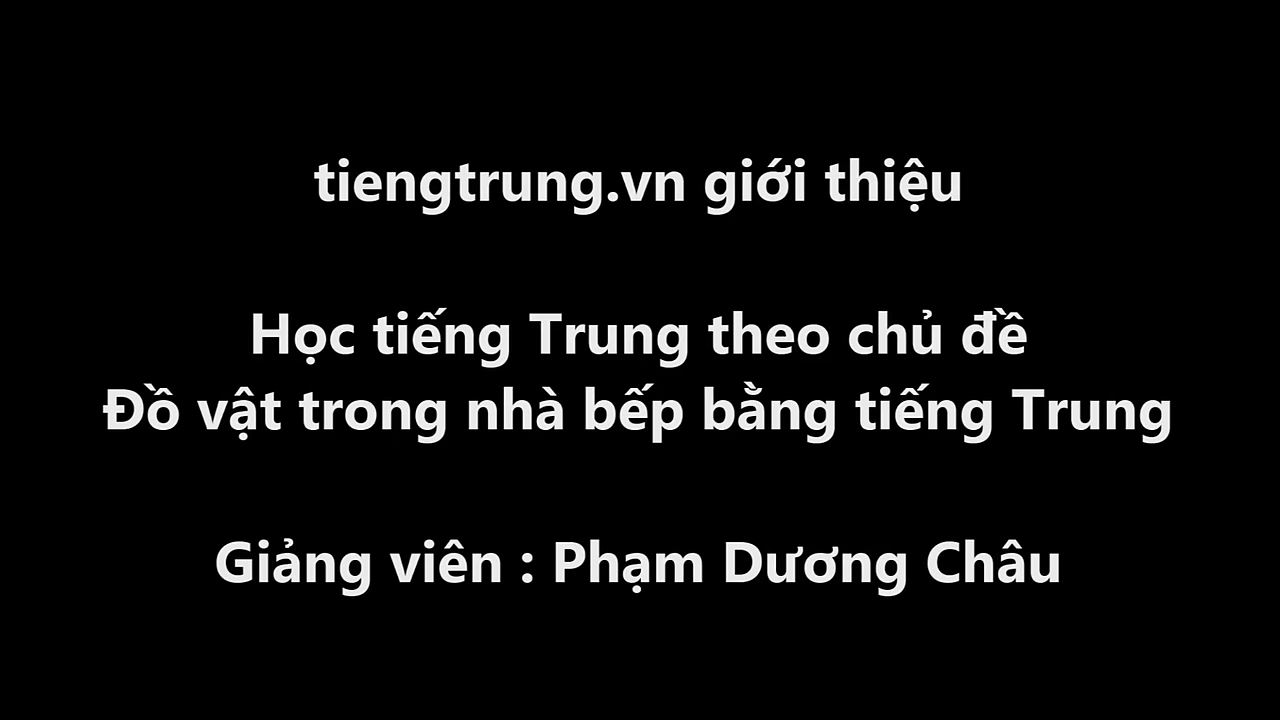 tiengtrung.vn giới thiệu
Học tiếng Trung theo chủ đề
Đồ vật trong nhà bếp bằng tiếng Trung
Giảng viên : Phạm Dương Châu